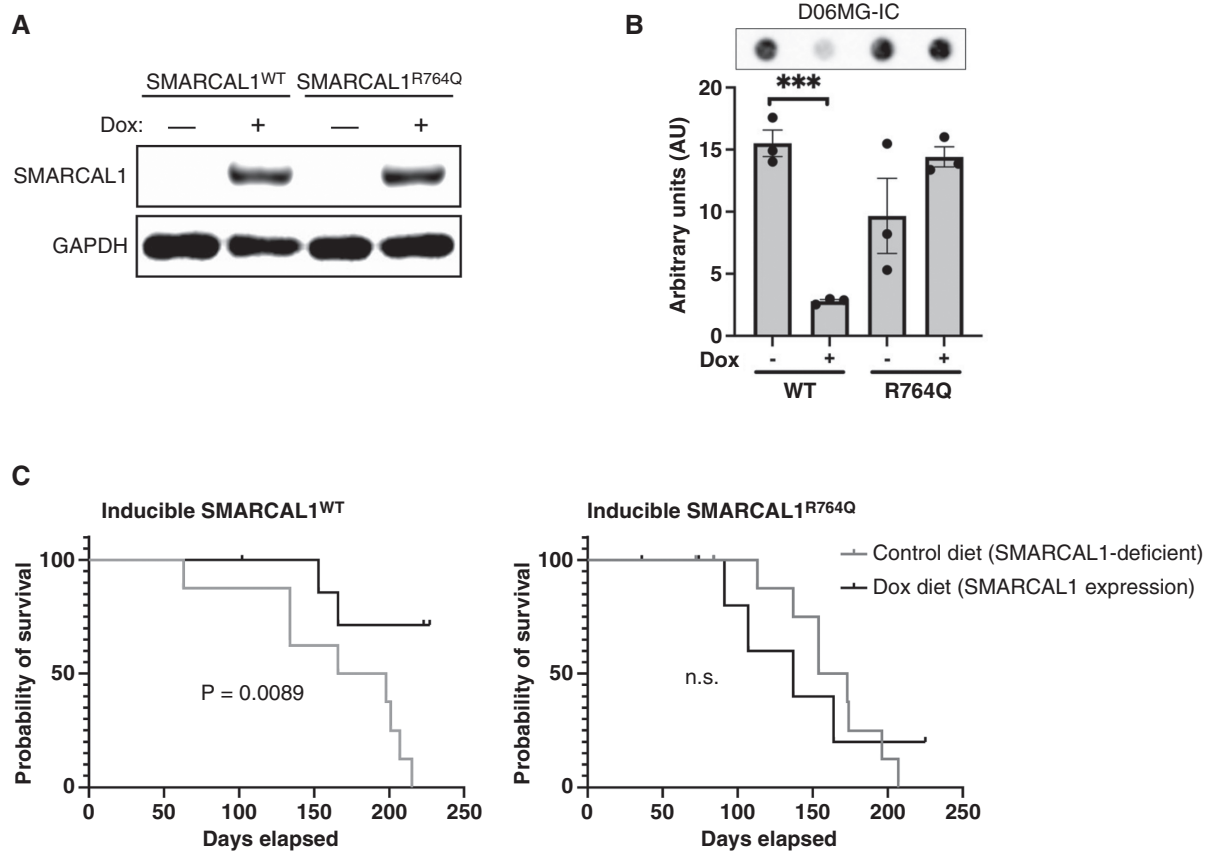 A
SMARCAL1WT SMARCAL1R764Q
Dox: — + — +
SMARCAL1
GAPDH
B
D06MG-IC
***
Arbitrary units (AU)
20
15
10
5
0
Dox - + - +
WT R764Q
C
Inducible SMARCAL1WT
Probability of survival
100
50
0
P = 0.0089
0 50 100 150 200 250
Days elapsed
Inducible SMARCAL1R764Q
Probability of survival
100
50
0
n.s.
0 50 100 150 200 250
Days elapsed
Control diet (SMARCAL1-deficient)
Dox diet (SMARCAL1 expression)